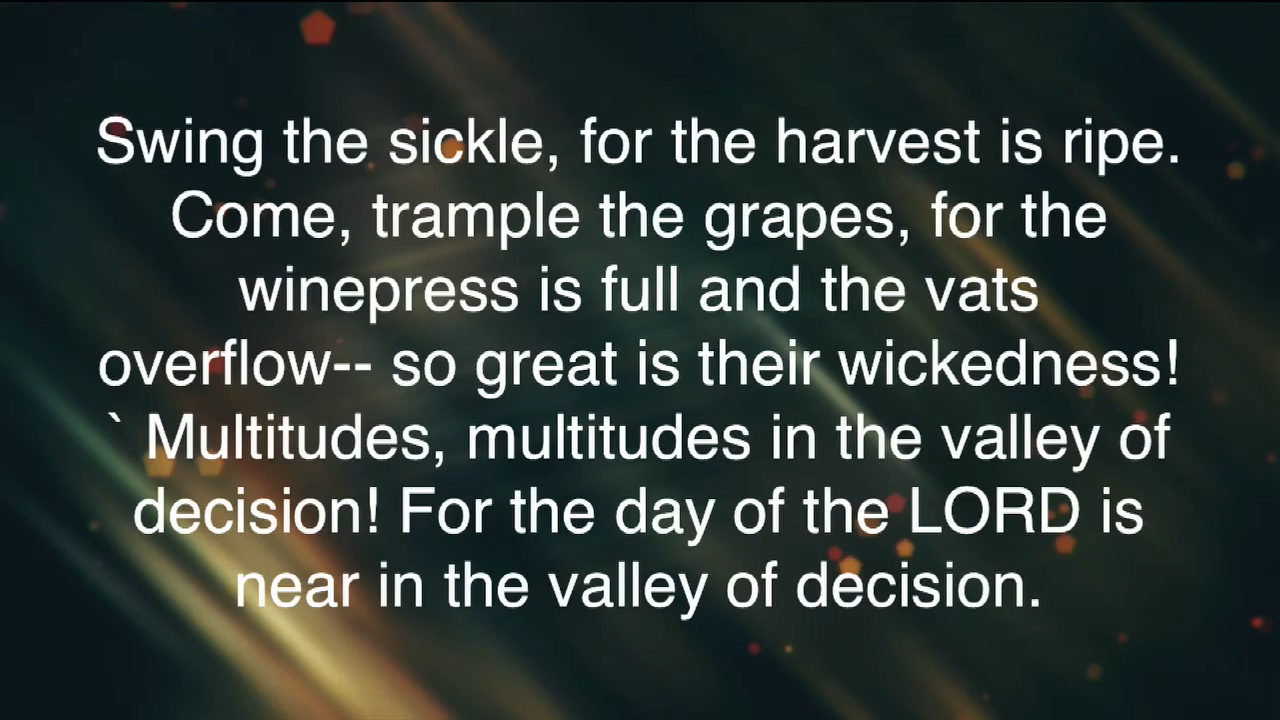 Swing the sickle, for the harvest is ripe.
Come, trample the grapes, for the
winepress is full and the vats
overflow-- so great is their wickedness!
` Multitudes, multitudes in the valley of
decision! For the day of the LORD is
near in the valley of decision.